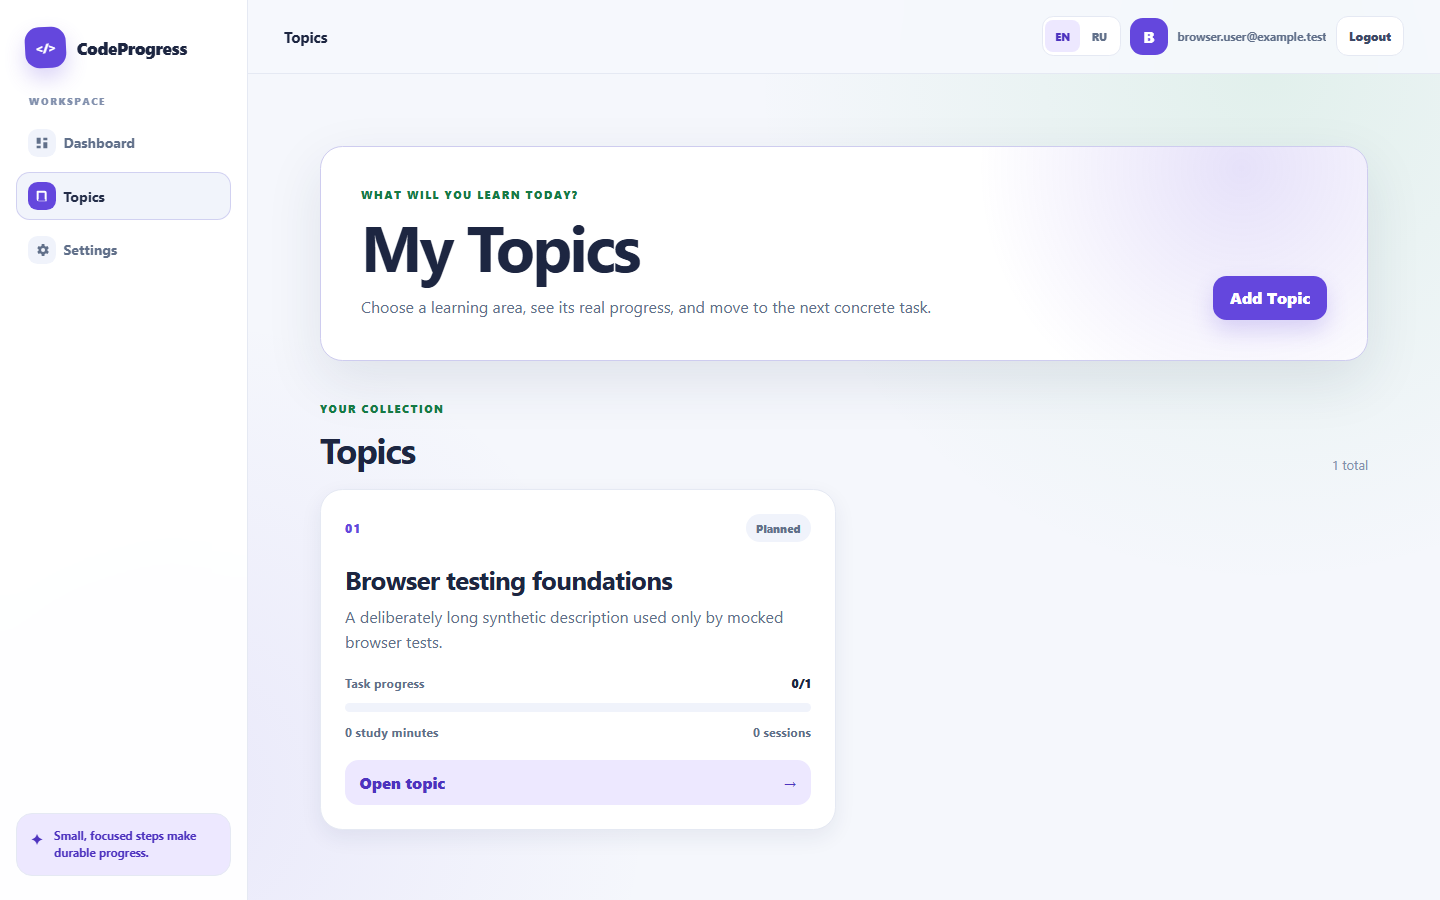 </> CodeProgress
WORKSPACE
Dashboard
Topics
Settings
Small, focused steps make
durable progress.
Topics
EN RU
B browser.user@example.test
Logout
WHAT WILL YOU LEARN TODAY?
My Topics
Choose a learning area, see its real progress, and move to the next concrete task.
Add Topic
YOUR COLLECTION
Topics
1 total
01 Planned
Browser testing foundations
A deliberately long synthetic description used only by mocked
browser tests.
Task progress 0/1
0 study minutes 0 sessions
Open topic →